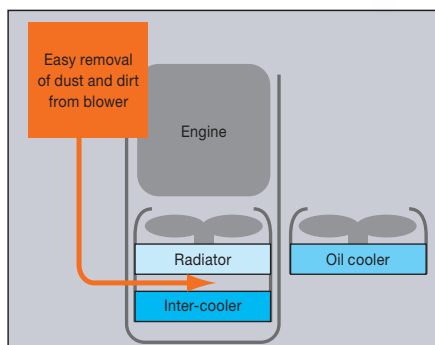 Easy removal
of dust and dirt
from blower
Engine
Radiator
Oil cooler
Inter-cooler